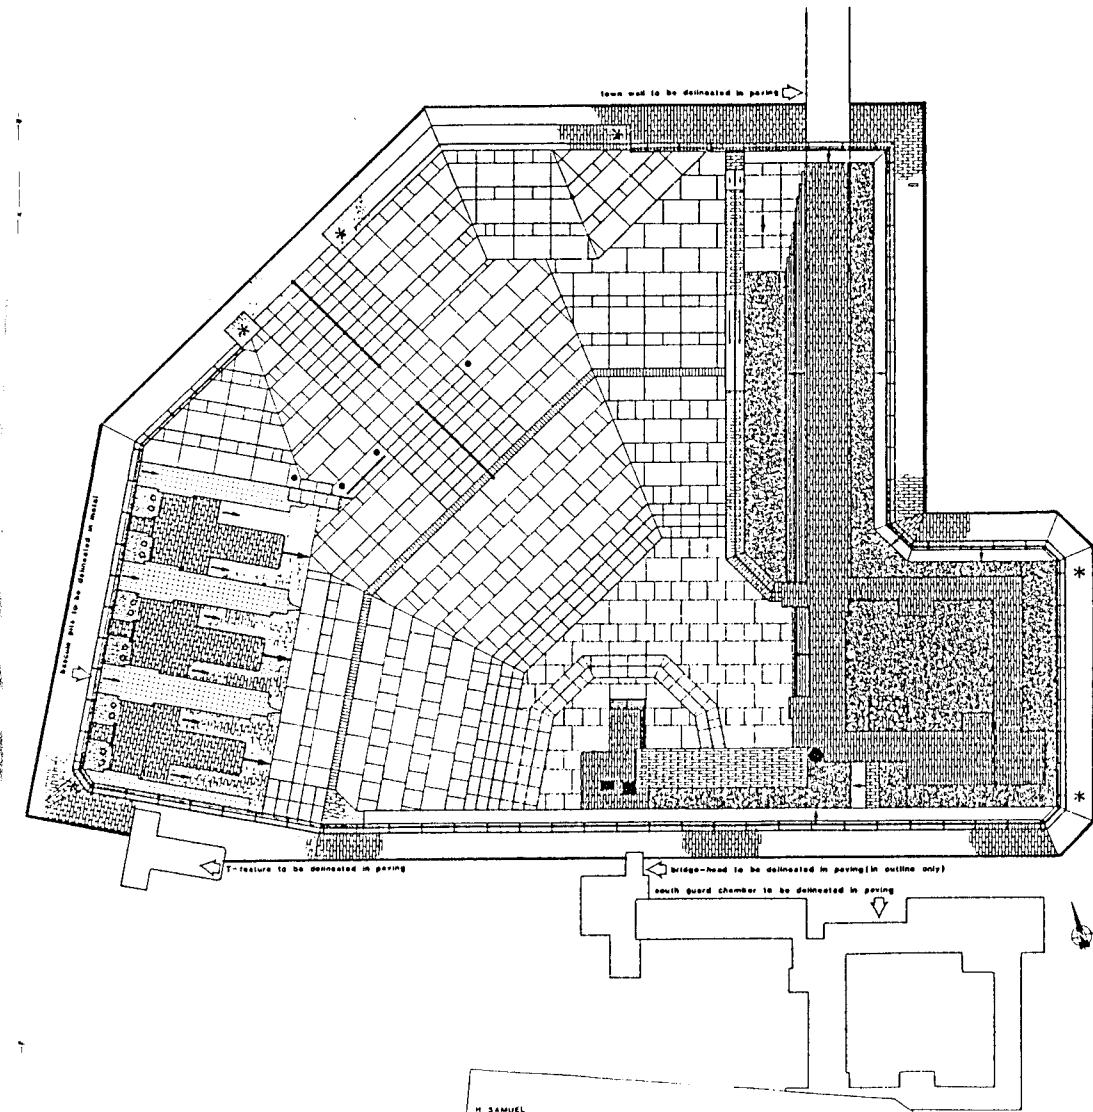 town wall to be delineated in paving
bascule pits to be delineated in metal
T-feature to be delineated in paving
bridge-head to be delineated in paving (in outline only)
south guard chamber to be delineated in paving
H SAMUEL